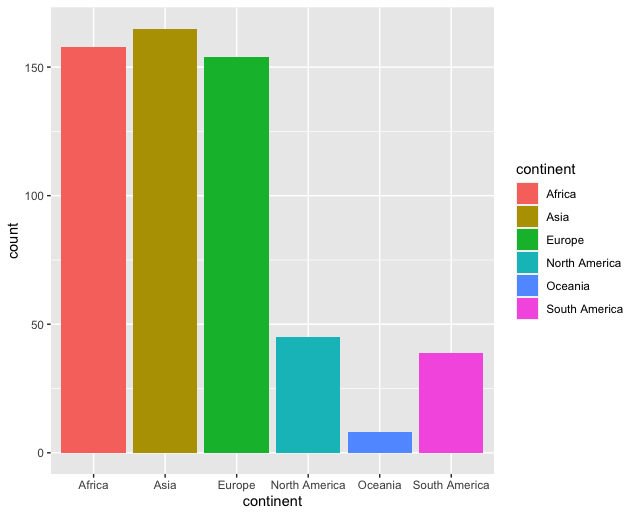 150
100
50
0
count
Africa Asia Europe North America Oceania South America
continent
continent
Africa
Asia
Europe
North America
Oceania
South America